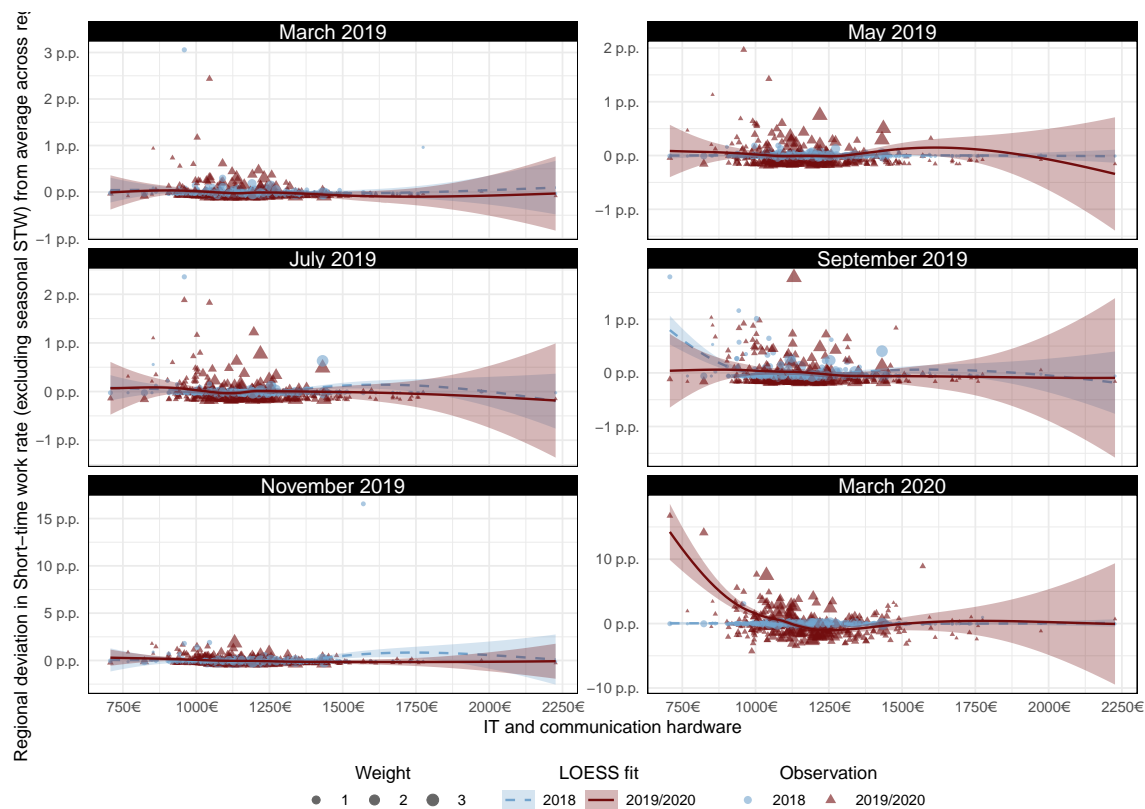 Regional deviation in Short−time work rate (excluding seasonal STW) from average across reg
March 2019
3 p.p.
2 p.p.
1 p.p.
0 p.p.
−1 p.p.
May 2019
2 p.p.
1 p.p.
0 p.p.
−1 p.p.
July 2019
2 p.p.
1 p.p.
0 p.p.
−1 p.p.
September 2019
1 p.p.
0 p.p.
−1 p.p.
November 2019
15 p.p.
10 p.p.
5 p.p.
0 p.p.
March 2020
10 p.p.
0 p.p.
−10 p.p.
750€ 1000€ 1250€ 1500€ 1750€ 2000€ 2250€ 750€ 1000€ 1250€ 1500€ 1750€ 2000€ 2250€
IT and communication hardware
Weight LOESS fit Observation
1 2 3 2018 2019/2020 2018 2019/2020